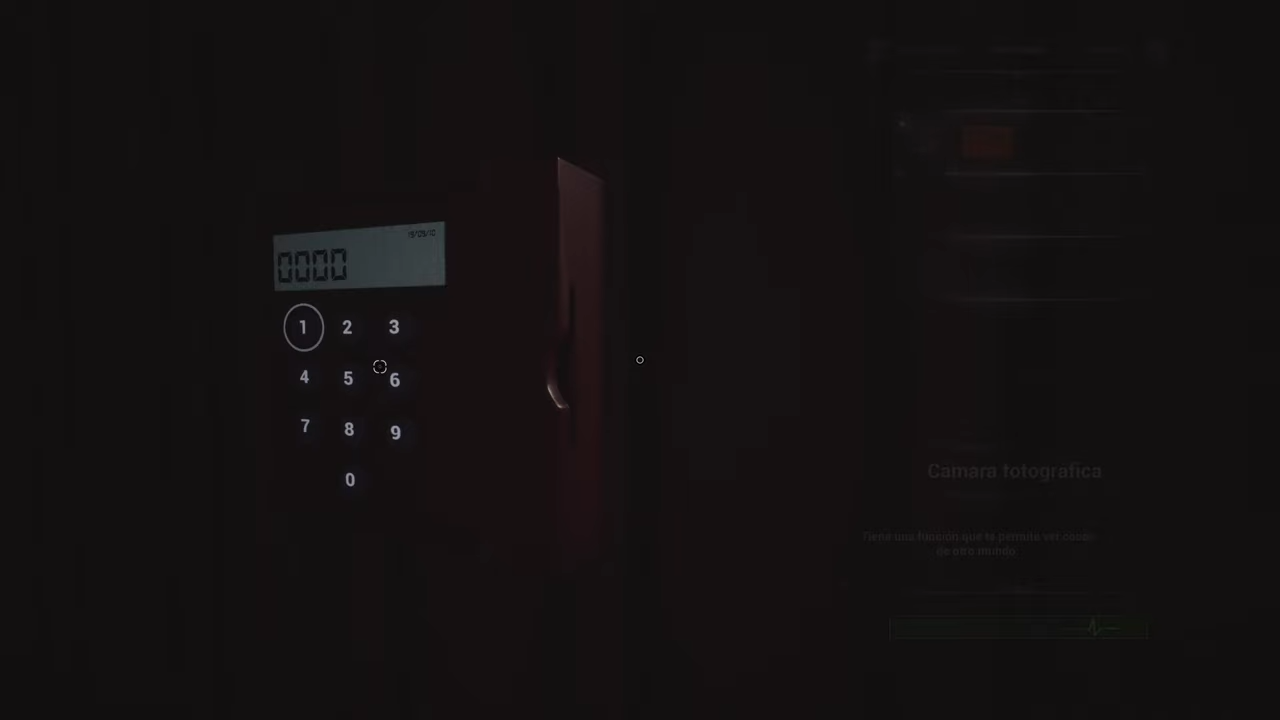 0000
1 2 3
4 5 6
7 8 9
0
Camara fotografica
Tiene una función que te permite ver cosas
de otro mundo